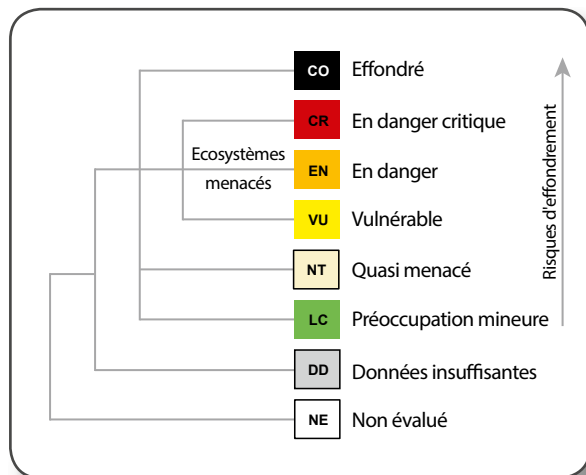 CO Effondré
CR En danger critique
Ecosystèmes
menacés
EN En danger
VU Vulnérable
NT Quasi menacé
LC Préoccupation mineure
DD Données insuffisantes
NE Non évalué
Risques d'effondrement